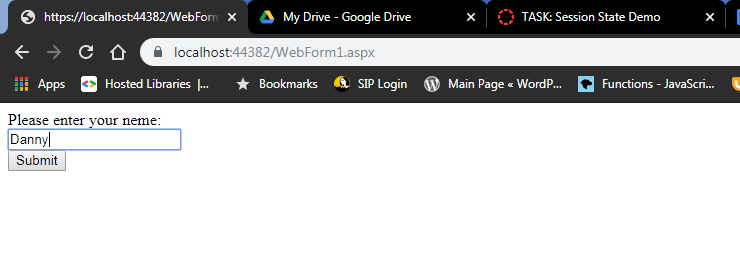 https://localhost:44382/WebForm
My Drive - Google Drive
TASK: Session State Demo
localhost:44382/WebForm1.aspx
Apps
Hosted Libraries |...
Bookmarks
SIP Login
Main Page « WordP...
Functions - JavaScri...
Please enter your neme:
Danny
Submit